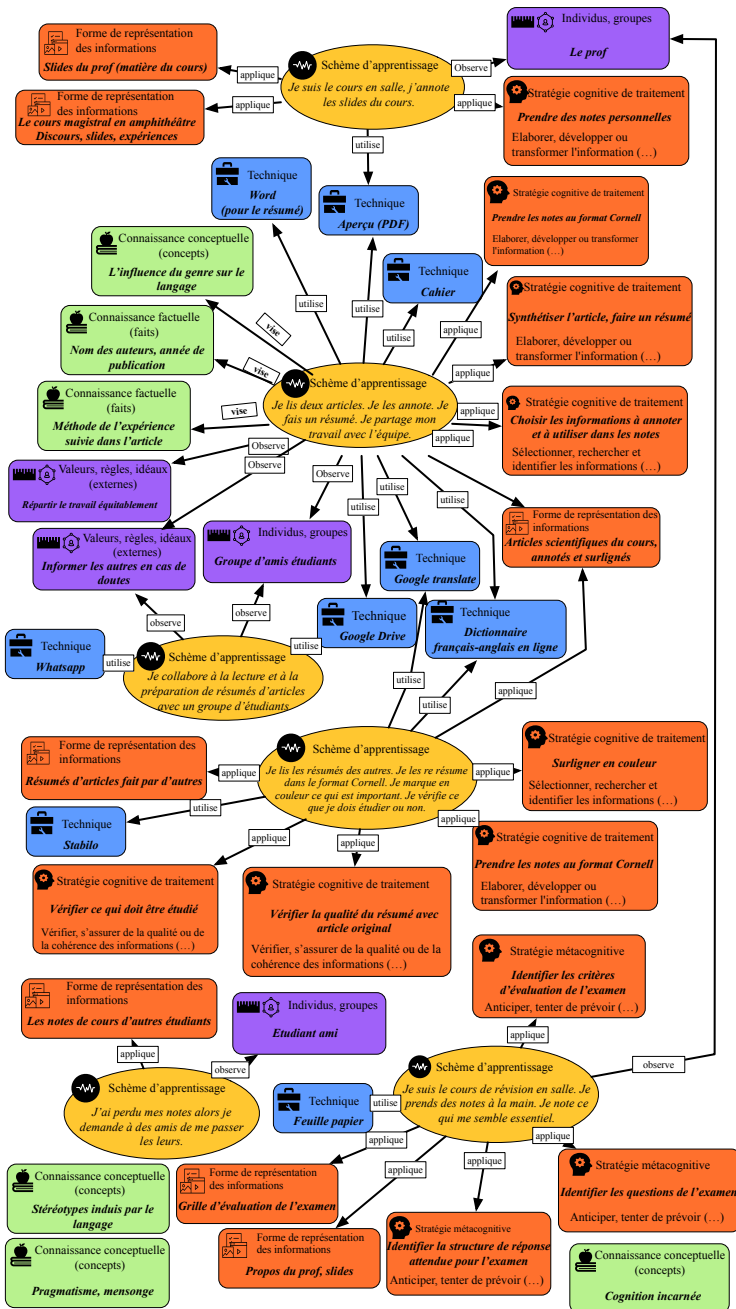 Forme de représentation
des informations
Slides du prof (matière du cours)
applique
Schème d'apprentissage
Je suis le cours en salle, j'annote
les slides du cours.
Observe
Individus, groupes
Le prof
Forme de représentation
des informations
Le cours magistral en amphithéâtre
Discours, slides, expériences
applique
applique
Stratégie cognitive de traitement
Prendre des notes personnelles
Elaborer, développer ou
transformer l'information (…)
utilise
Technique
Word
(pour le résumé)
Technique
Aperçu (PDF)
Stratégie cognitive de traitement
Prendre les notes au format Cornell
Elaborer, développer ou transformer
l'information (…)
Connaissance conceptuelle
(concepts)
L'influence du genre sur le
langage
Technique
Cahier
utilise
utilise
utilise
applique
Stratégie cognitive de traitement
Synthétiser l'article, faire un résumé
Elaborer, développer ou
transformer l'information (…)
Connaissance factuelle
(faits)
Nom des auteurs, année de
publication
vise
vise
applique
Schème d'apprentissage
Je lis deux articles. Je les annote. Je
fais un résumé. Je partage mon
travail avec l'équipe.
Connaissance factuelle
(faits)
Méthode de l'expérience
suivie dans l'article
vise
applique
applique
Stratégie cognitive de traitement
Choisir les informations à annoter
et à utiliser dans les notes
Sélectionner, rechercher et
identifier les informations (…)
Observe
Observe
Observe
utilise
utilise
utilise
applique
Valeurs, règles, idéaux
(externes)
Répartir le travail équitablement
Valeurs, règles, idéaux
(externes)
Informer les autres en cas de
doutes
Individus, groupes
Groupe d'amis étudiants
Forme de représentation des
informations
Articles scientifiques du cours,
annotés et surlignés
Technique
Google translate
Technique
Google Drive
Technique
Dictionnaire
français-anglais en ligne
observe
observe
Technique
Whatsapp
utilise
utilise
Schème d'apprentissage
Je collabore à la lecture et à la
préparation de résumés d'articles
avec un groupe d'étudiants
utilise
utilise
applique
Forme de représentation des
informations
Résumés d'articles fait par d'autres
applique
Schème d'apprentissage
Je lis les résumés des autres. Je les re résume
dans le format Cornell. Je marque en
couleur ce qui est important. Je vérifie ce
que je dois étudier ou non.
applique
Stratégie cognitive de traitement
Surligner en couleur
Sélectionner, rechercher et
identifier les informations (…)
Technique
Stabilo
utilise
applique
applique
applique
Stratégie cognitive de traitement
Prendre les notes au format Cornell
Elaborer, développer ou
transformer l'information (…)
Stratégie cognitive de traitement
Vérifier ce qui doit être étudié
Vérifier, s'assurer de la qualité ou de
la cohérence des informations (…)
Stratégie cognitive de traitement
Vérifier la qualité du résumé avec
article original
Vérifier, s'assurer de la qualité ou de la
cohérence des informations (…)
Stratégie métacognitive
Identifier les critères
d'évaluation de l'examen
Anticiper, tenter de prévoir (…)
Forme de représentation des
informations
Les notes de cours d'autres étudiants
Individus, groupes
Etudiant ami
applique
observe
applique
observe
Schème d'apprentissage
J'ai perdu mes notes alors je
demande à des amis de me passer
les leurs.
Technique
Feuille papier
utilise
Schème d'apprentissage
Je suis le cours de révision en salle. Je
prends des notes à la main. Je note ce
qui me semble essentiel.
applique
applique
applique
applique
Connaissance conceptuelle
(concepts)
Stéréotypes induis par le
langage
Forme de représentation
des informations
Grille d'évaluation de l'examen
Stratégie métacognitive
Identifier les questions de l'examen
Anticiper, tenter de prévoir (…)
Forme de représentation
des informations
Propos du prof, slides
Stratégie métacognitive
Identifier la structure de réponse
attendue pour l'examen
Anticiper, tenter de prévoir (…)
Connaissance conceptuelle
(concepts)
Pragmatisme, mensonge
Connaissance conceptuelle
(concepts)
Cognition incarnée